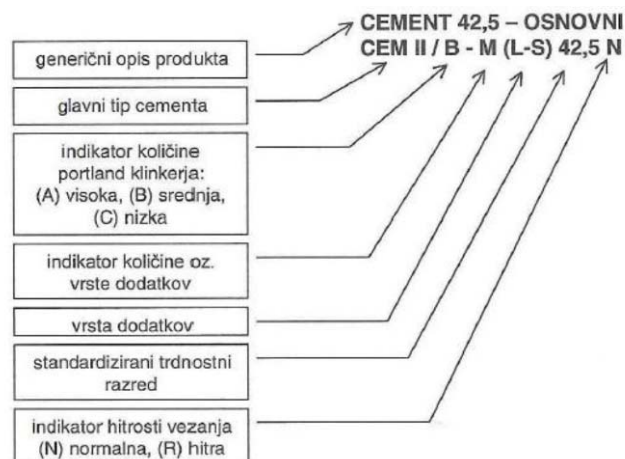 CEMENT 42,5 – OSNOVNI
CEM II / B - M (L-S) 42,5 N
generični opis produkta
glavni tip cementa
indikator količine
portland klinkerja:
(A) visoka, (B) srednja,
(C) nizka
indikator količine oz.
vrste dodatkov
vrsta dodatkov
standardizirani trdnostni
razred
indikator hitrosti vezanja
(N) normalna, (R) hitra